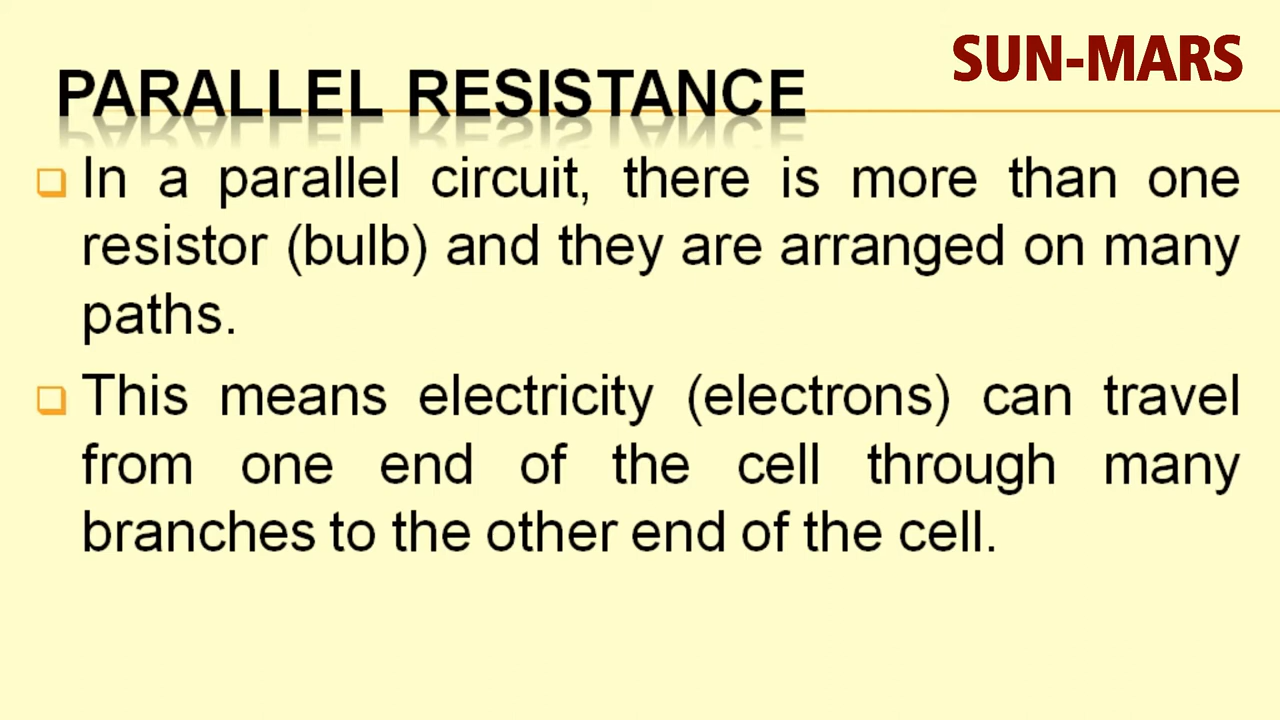 SUN-MARS
PARALLEL RESISTANCE
In a parallel circuit, there is more than one
resistor (bulb) and they are arranged on many
paths.
This means electricity (electrons) can travel
from one end of the cell through many
branches to the other end of the cell.